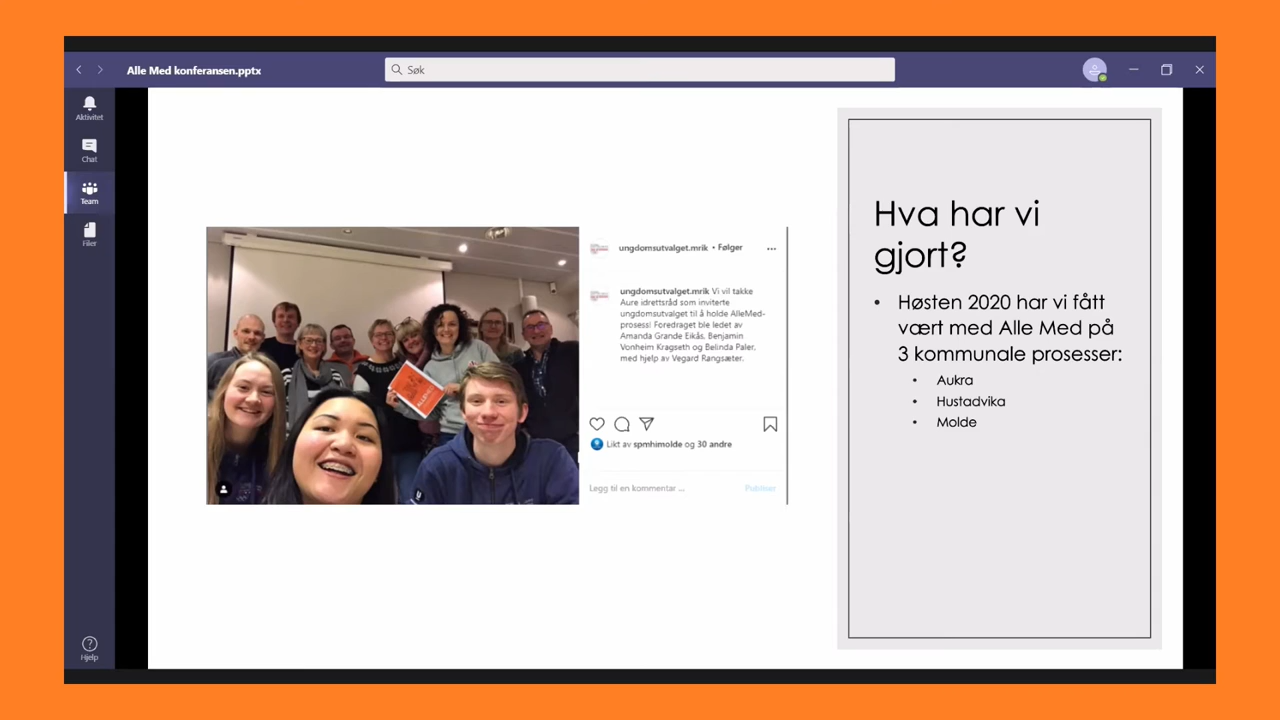 Alle Med konferansen.pptx
Søk
Aktivitet
Chat
Team
Filer
Hjelp
ungdomsutvalget.mrik • Følger
ungdomsutvalget.mrik Vi vil takke
Aure idrettsråd som inviterte
ungdomsutvalget til å holde AlleMed-
prosess! Foredraget ble ledet av
Amanda Grande Eikås, Benjamin
Vonheim Kragseth og Belinda Paler,
med hjelp av Vegard Rangsæter.
Likt av spmhimolde og 30 andre
Legg til en kommentar ...
Publiser
ALLEMED
Hva har vi
gjort?
• Høsten 2020 har vi fått
vært med Alle Med på
3 kommunale prosesser:
• Aukra
• Hustadvika
• Molde